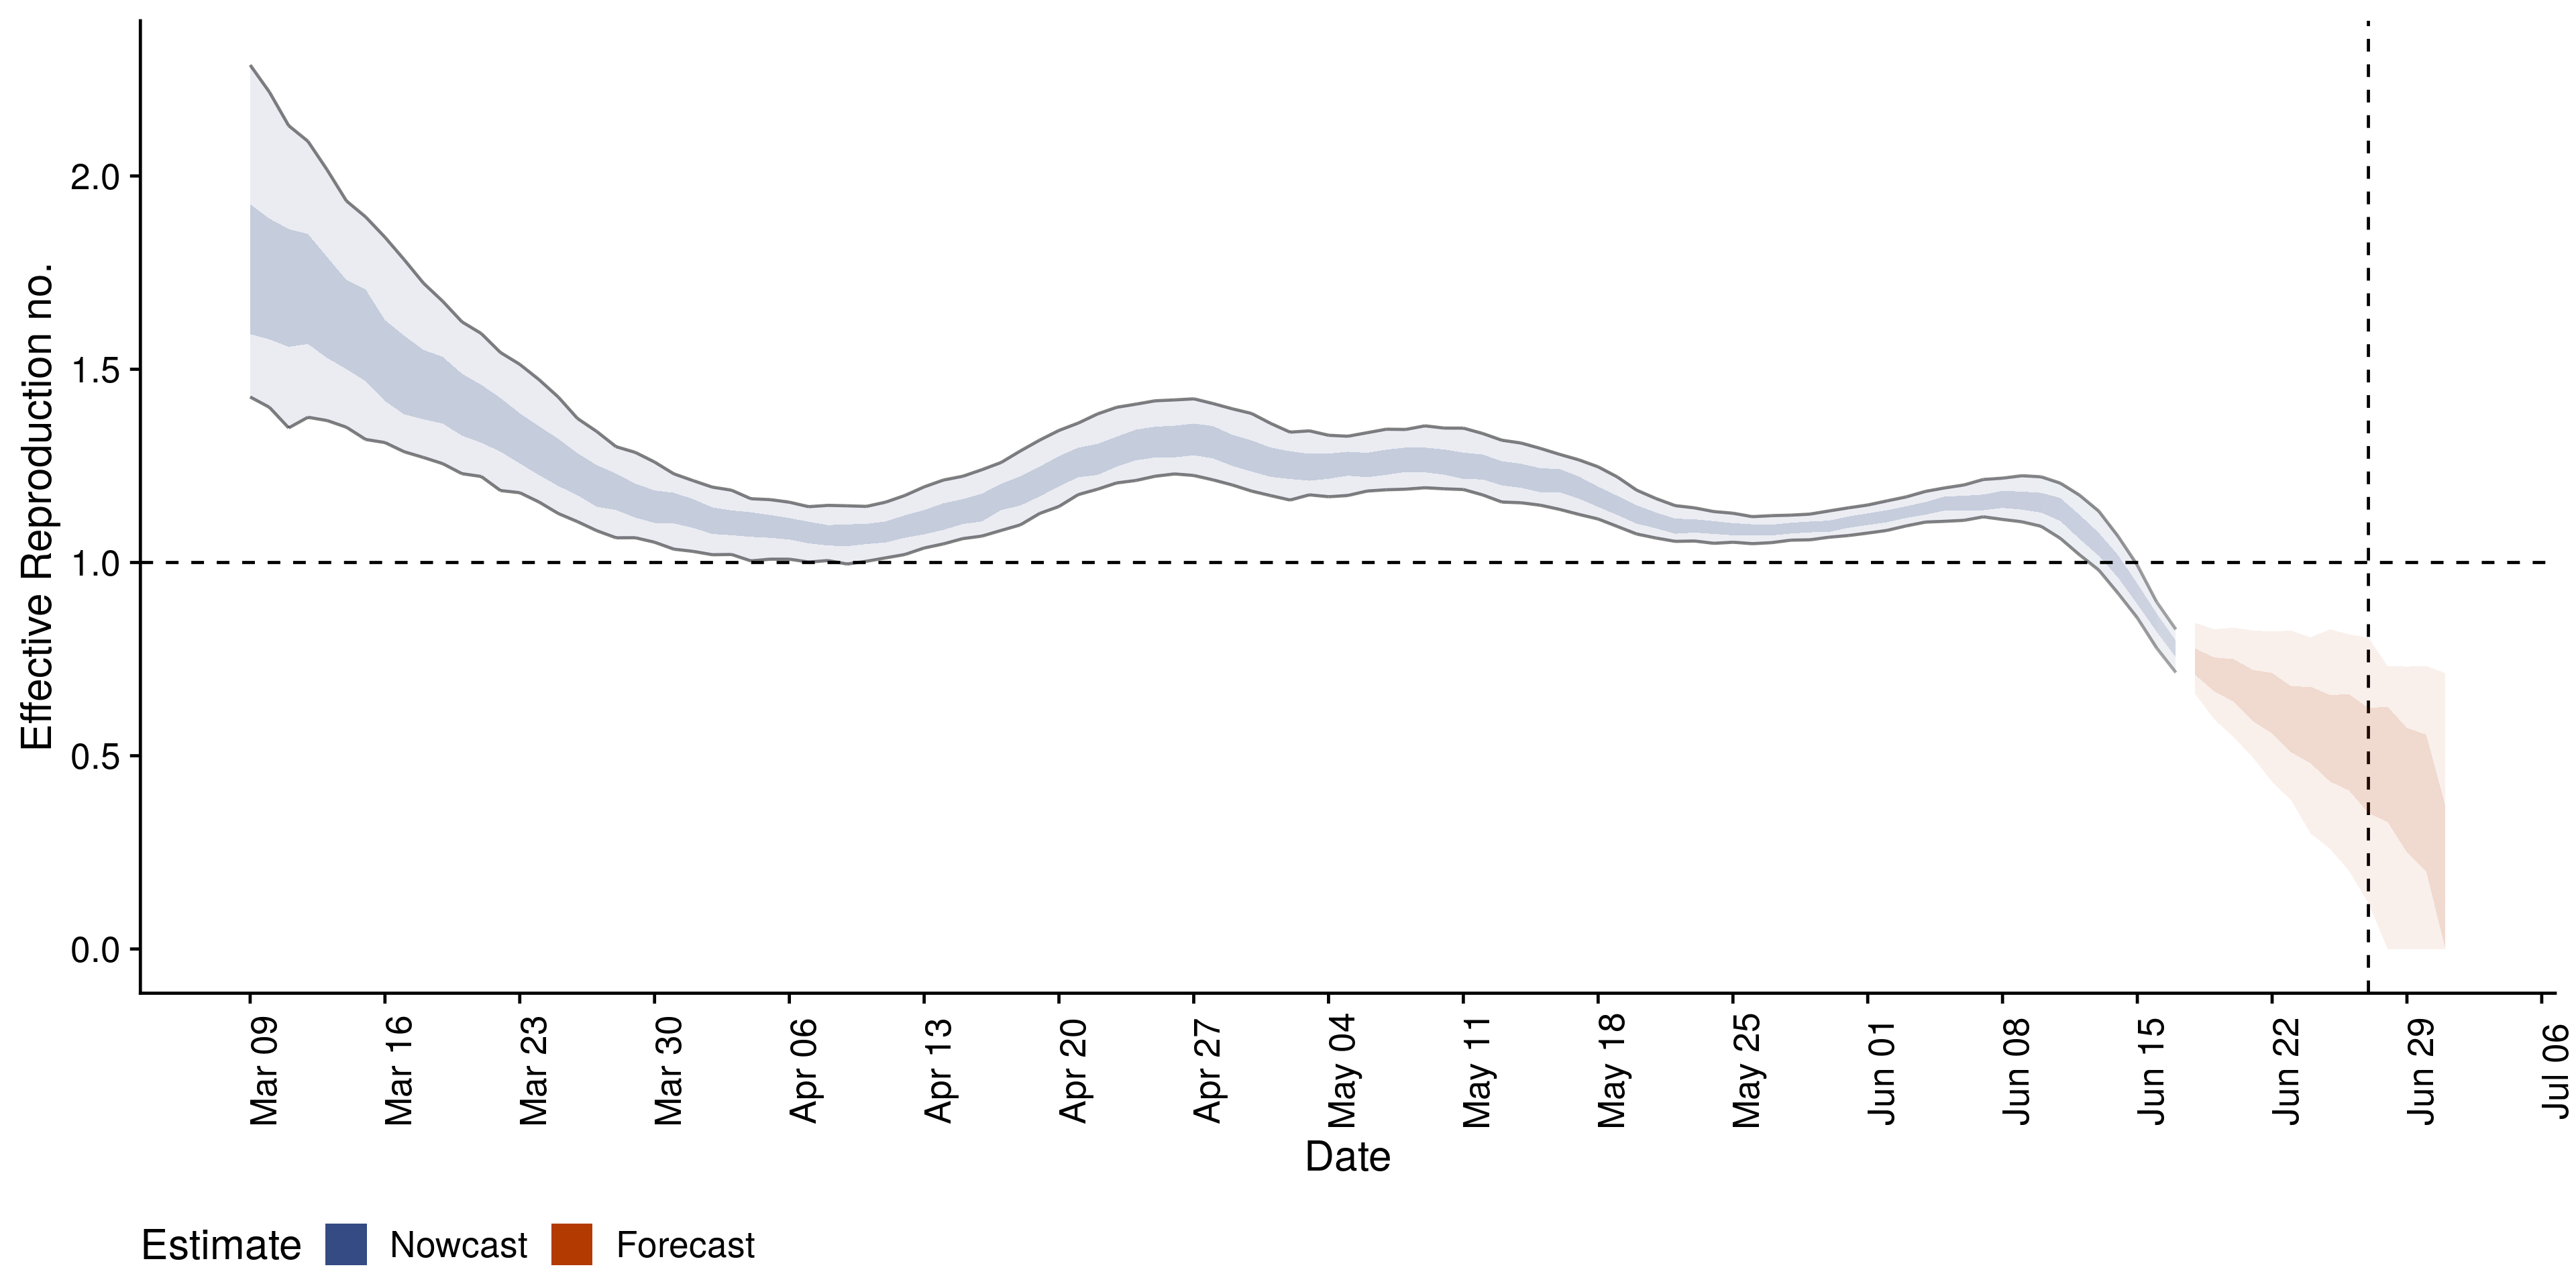 Effective Reproduction no.
2.0
1.5
1.0
0.5
0.0
Mar 09
Mar 16
Mar 23
Mar 30
Apr 06
Apr 13
Apr 20
Apr 27
May 04
May 11
May 18
May 25
Jun 01
Jun 08
Jun 15
Jun 22
Jun 29
Jul 06
Date
Estimate Nowcast Forecast